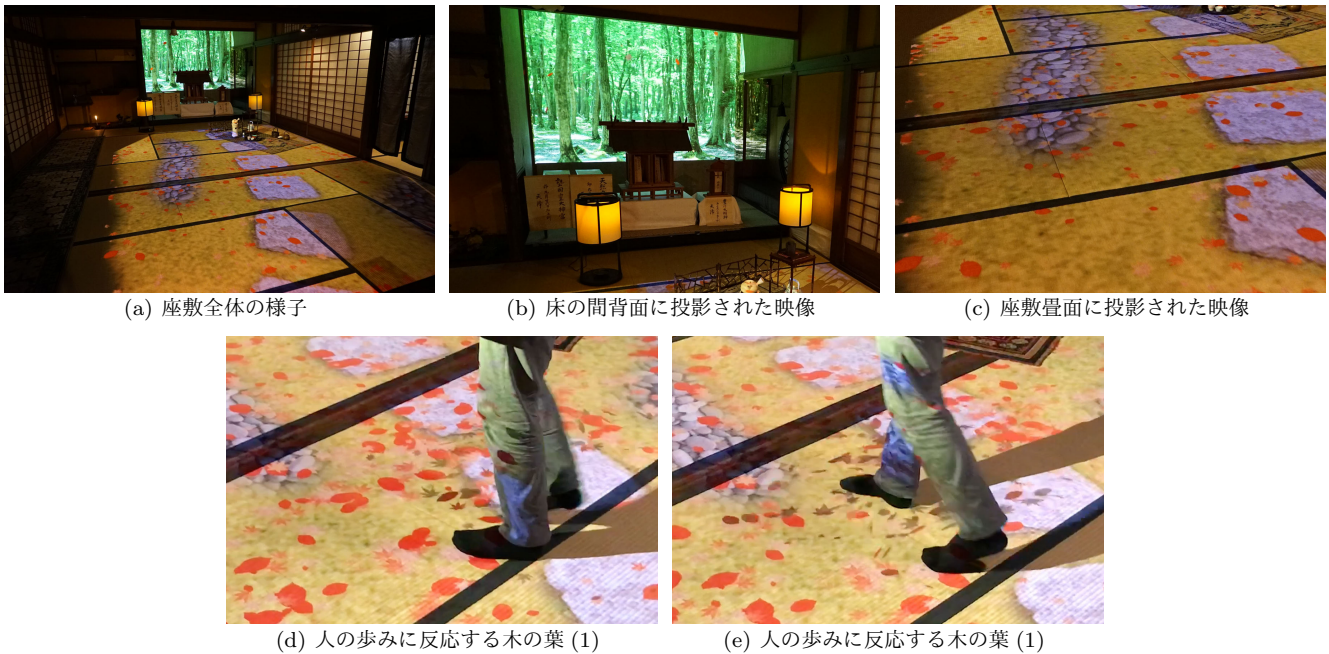 (a) 座敷全体の様子
(b) 床の間背面に投影された映像
(c) 座敷畳面に投影された映像
(d) 人の歩みに反応する木の葉 (1)
(e) 人の歩みに反応する木の葉 (1)